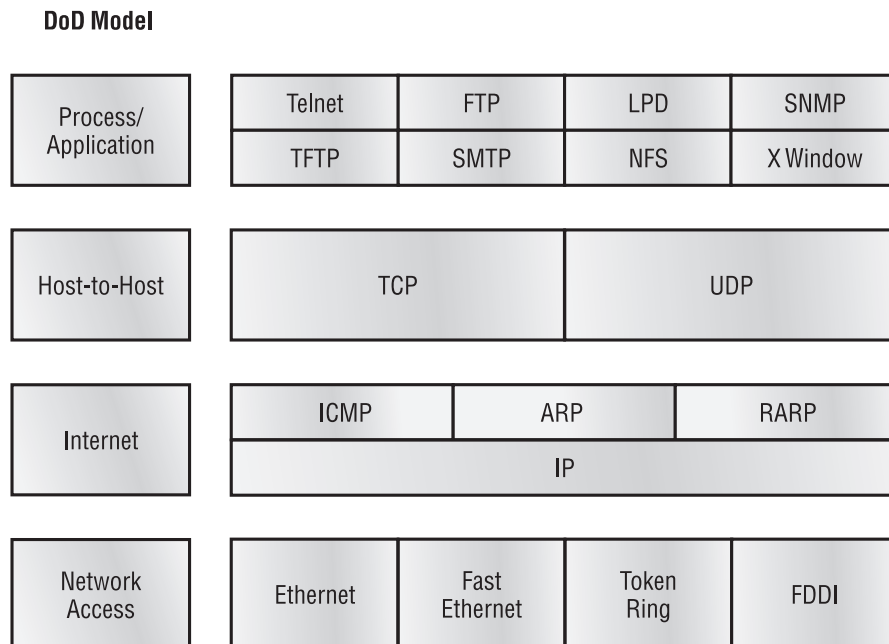 DoD Model
Process/
Application
Telnet FTP LPD SNMP
TFTP SMTP NFS X Window
Host-to-Host
TCP UDP
Internet
ICMP ARP RARP
IP
Network
Access
Ethernet
Fast
Ethernet
Token
Ring
FDDI